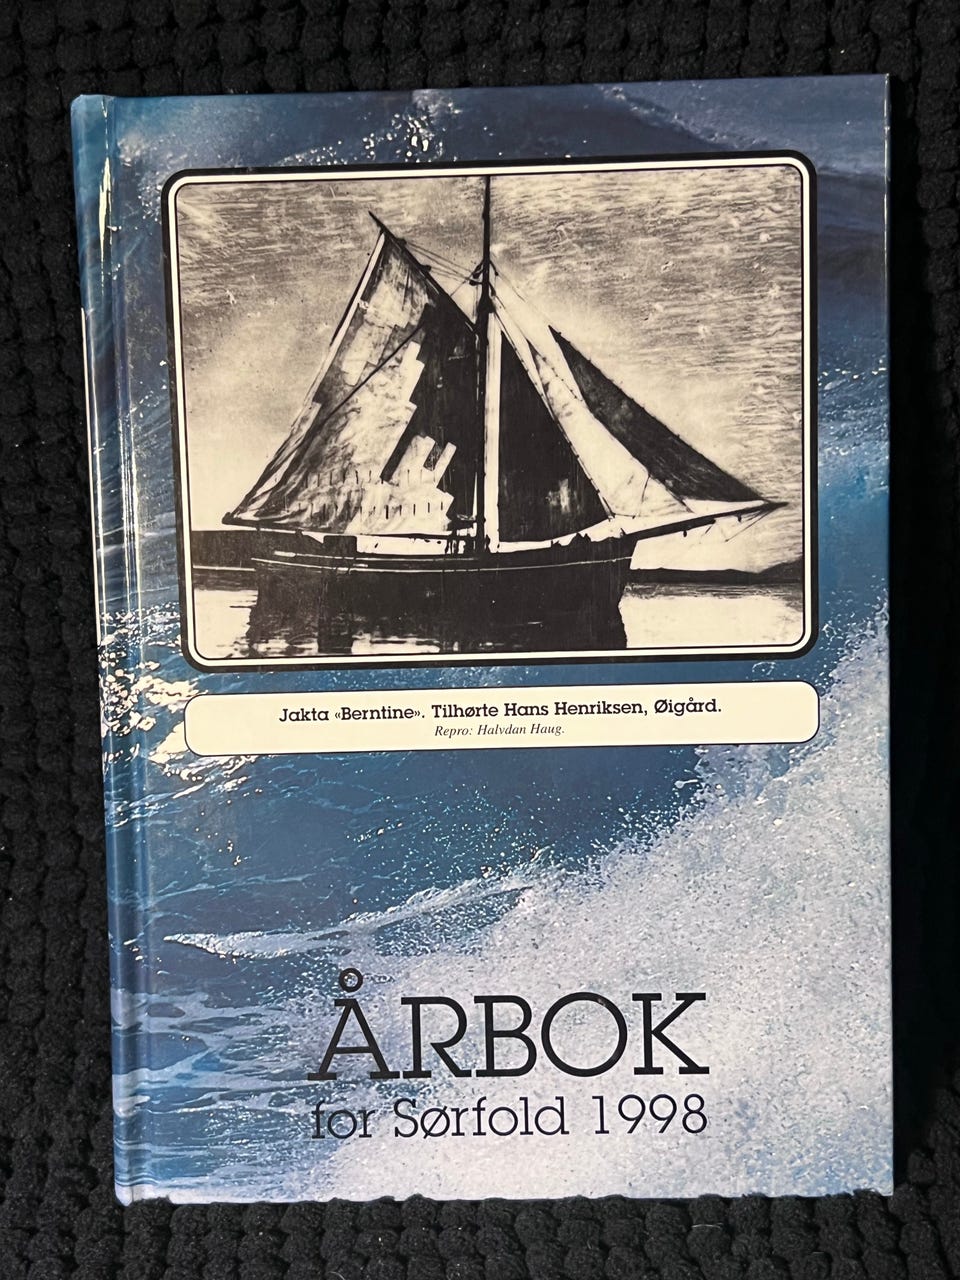 Jakta «Berntine». Tilhørte Hans Henriksen, Øigård.
Repro: Halvdan Haug.
ÅRBOK
for Sørfold 1998